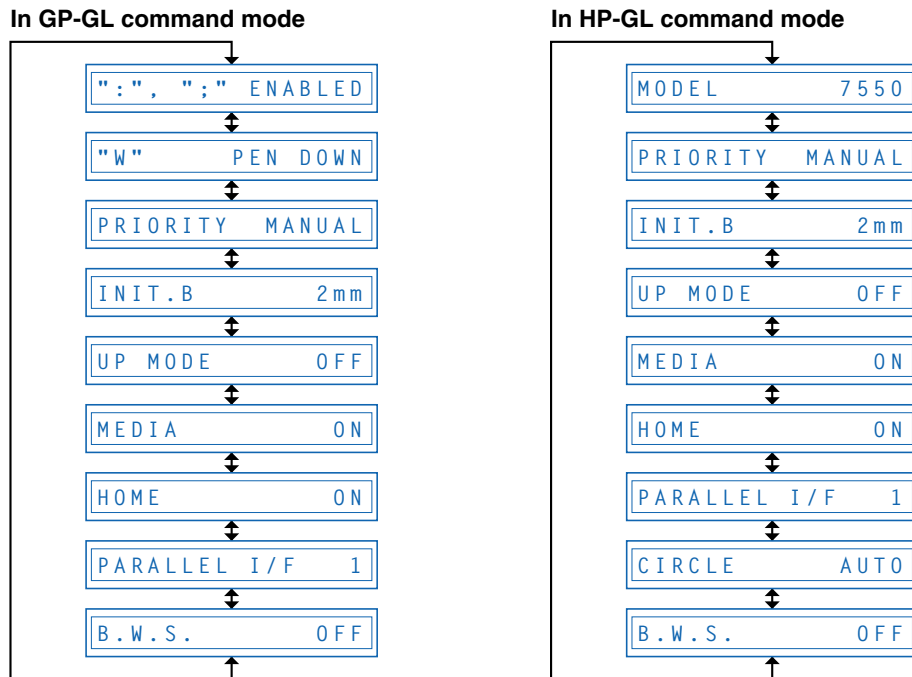 In GP-GL command mode
":", ";" ENABLED
"W" PEN DOWN
PRIORITY MANUAL
INIT.B 2mm
UP MODE OFF
MEDIA ON
HOME ON
PARALLEL I/F 1
B.W.S. OFF
In HP-GL command mode
MODEL 7550
PRIORITY MANUAL
INIT.B 2mm
UP MODE OFF
MEDIA ON
HOME ON
PARALLEL I/F 1
CIRCLE AUTO
B.W.S. OFF